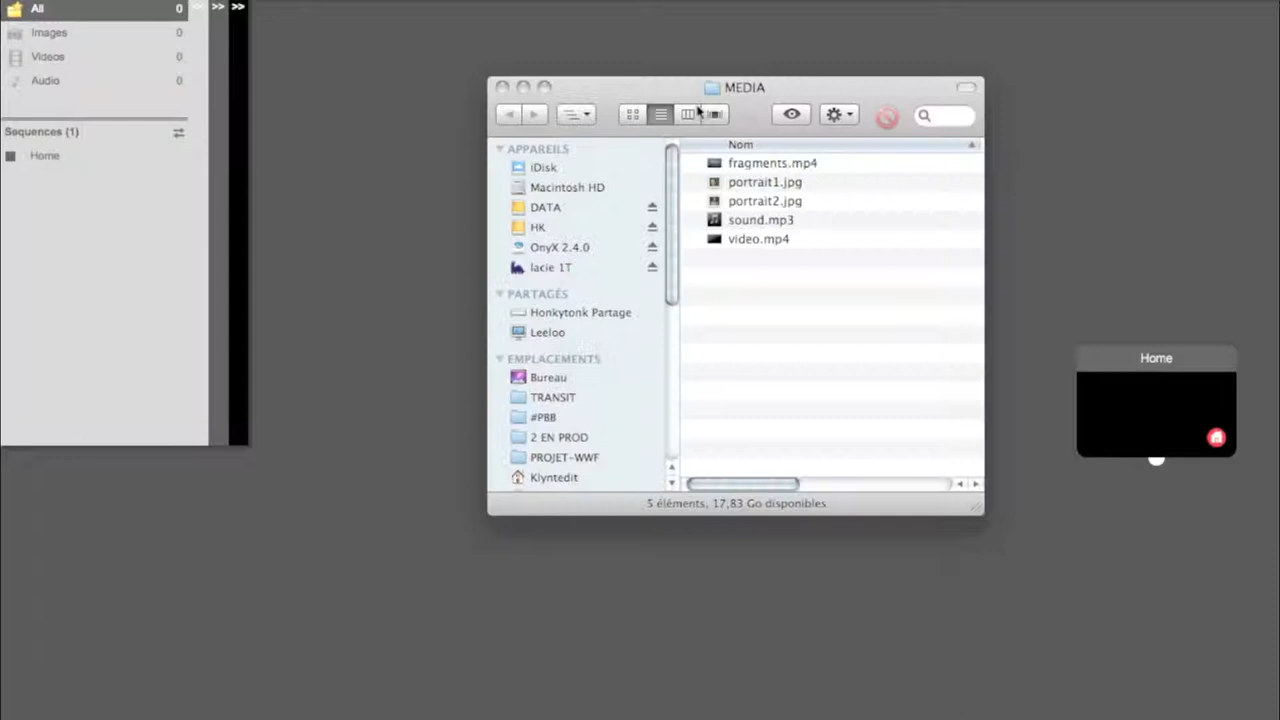 All 0 << >> >>
Images 0
Videos 0
Audio 0
Sequences (1)
Home
MEDIA
Nom
APPAREILS
iDisk
Macintosh HD
DATA
HK
OnyX 2.4.0
lacie 1T
PARTAGÉS
Honkytonk Partage
Leeloo
EMPLACEMENTS
Bureau
TRANSIT
#PBB
2 EN PROD
PROJET-WWF
Klyntedit
fragments.mp4
portrait1.jpg
portrait2.jpg
sound.mp3
video.mp4
5 éléments, 17,83 Go disponibles
Home